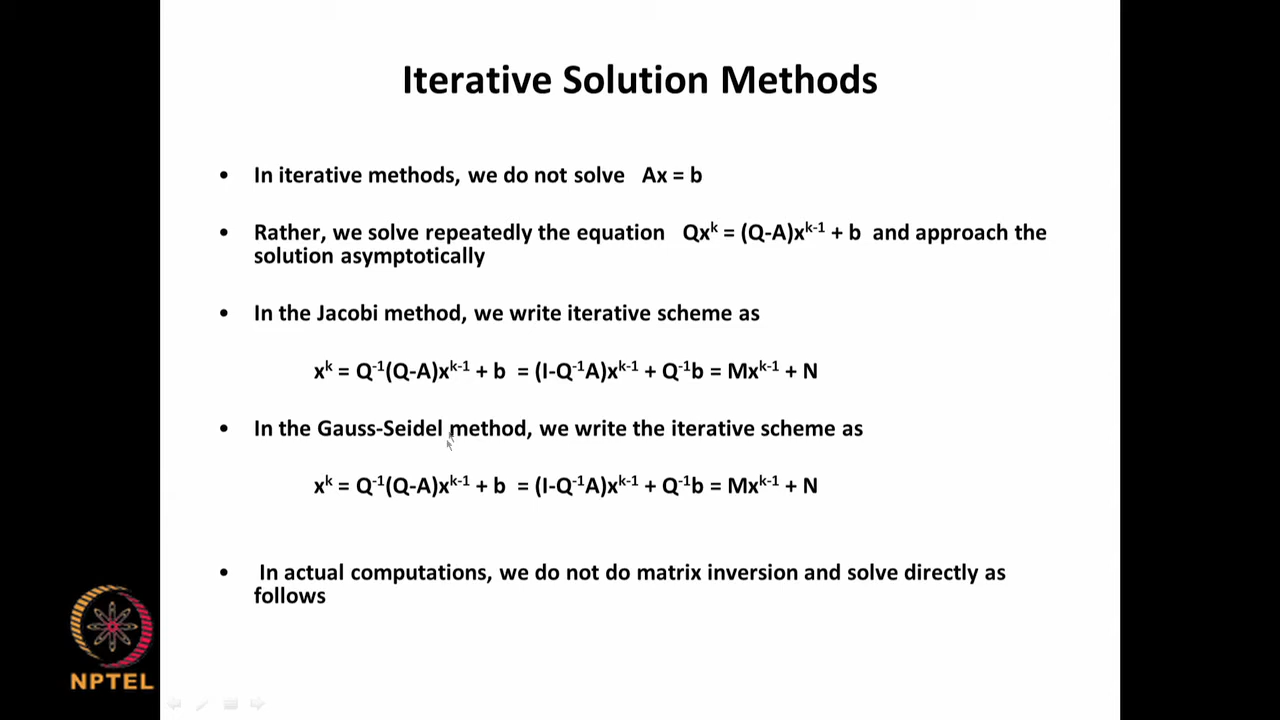 Iterative Solution Methods
• In iterative methods, we do not solve Ax = b
• Rather, we solve repeatedly the equation Qxᵏ = (Q-A)xᵏ⁻¹ + b and approach the
solution asymptotically
• In the Jacobi method, we write iterative scheme as
xᵏ = Q⁻¹(Q-A)xᵏ⁻¹ + b = (I-Q⁻¹A)xᵏ⁻¹ + Q⁻¹b = Mxᵏ⁻¹ + N
• In the Gauss-Seidel method, we write the iterative scheme as
xᵏ = Q⁻¹(Q-A)xᵏ⁻¹ + b = (I-Q⁻¹A)xᵏ⁻¹ + Q⁻¹b = Mxᵏ⁻¹ + N
• In actual computations, we do not do matrix inversion and solve directly as
follows
NPTEL